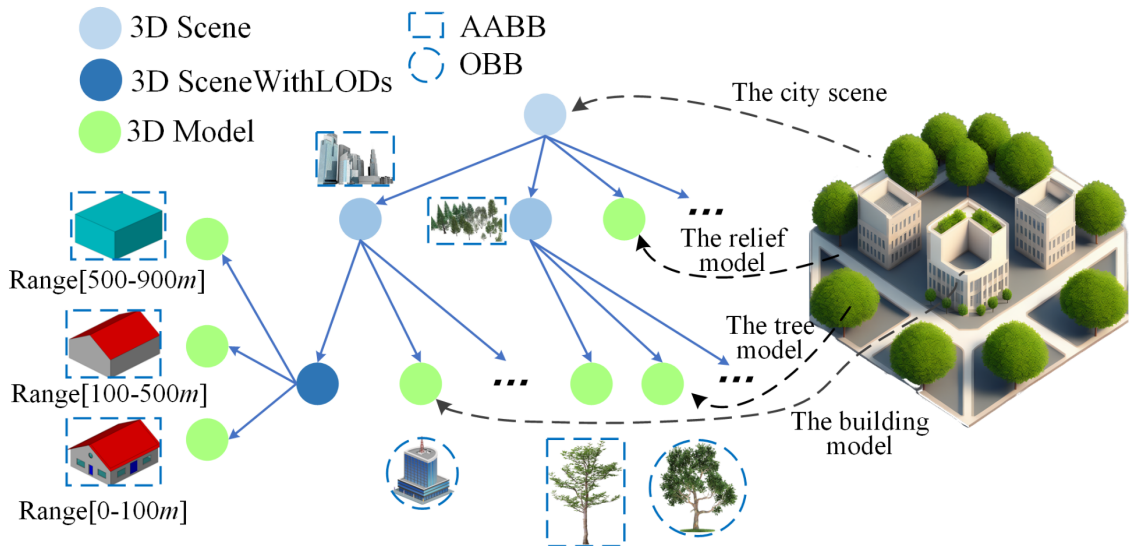 3D Scene
3D SceneWithLODs
3D Model
AABB
OBB
The city scene
The relief
model
The tree
model
The building
model
Range[500-900m]
Range[100-500m]
Range[0-100m]
...
...
...